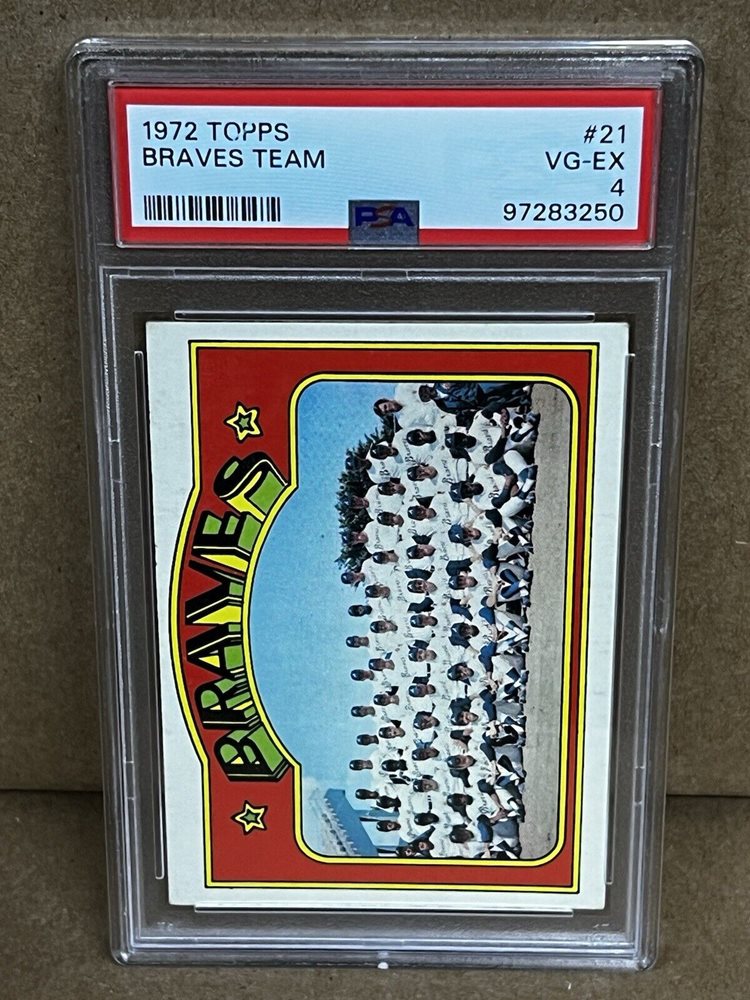 1972 TOPPS
#21
BRAVES TEAM
VG-EX
4
97283250
PSA
BRAVES